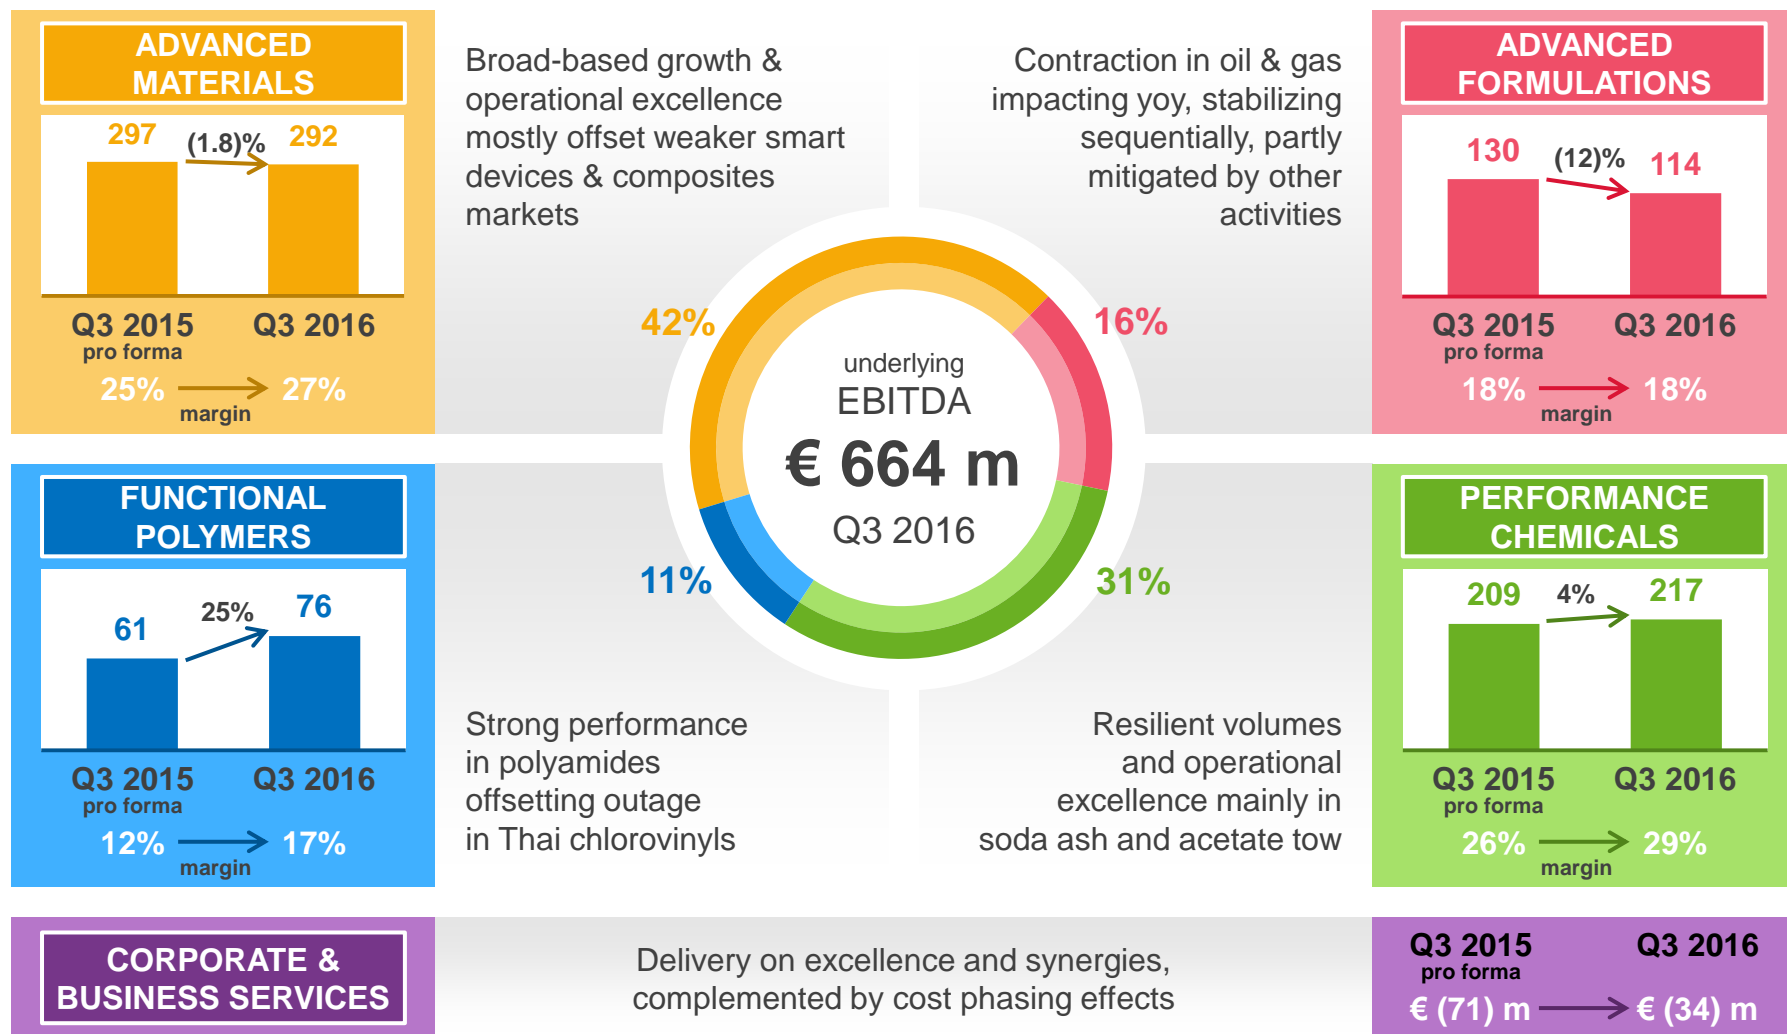 ADVANCED
MATERIALS
297
(1.8)%
292
Q3 2015
pro forma
Q3 2016
25%
margin
27%
Broad-based growth &
operational excellence
mostly offset weaker smart
devices & composites
markets
Contraction in oil & gas
impacting yoy, stabilizing
sequentially, partly
mitigated by other
activities
ADVANCED
FORMULATIONS
130
(12)%
114
Q3 2015
pro forma
Q3 2016
18%
margin
18%
42%
16%
underlying
EBITDA
€ 664 m
Q3 2016
11%
31%
FUNCTIONAL
POLYMERS
61
25%
76
Q3 2015
pro forma
Q3 2016
12%
margin
17%
Strong performance
in polyamides
offsetting outage
in Thai chlorovinyls
Resilient volumes
and operational
excellence mainly in
soda ash and acetate tow
PERFORMANCE
CHEMICALS
209
4%
217
Q3 2015
pro forma
Q3 2016
26%
margin
29%
CORPORATE &
BUSINESS SERVICES
Delivery on excellence and synergies,
complemented by cost phasing effects
Q3 2015
pro forma
Q3 2016
€ (71) m
€ (34) m